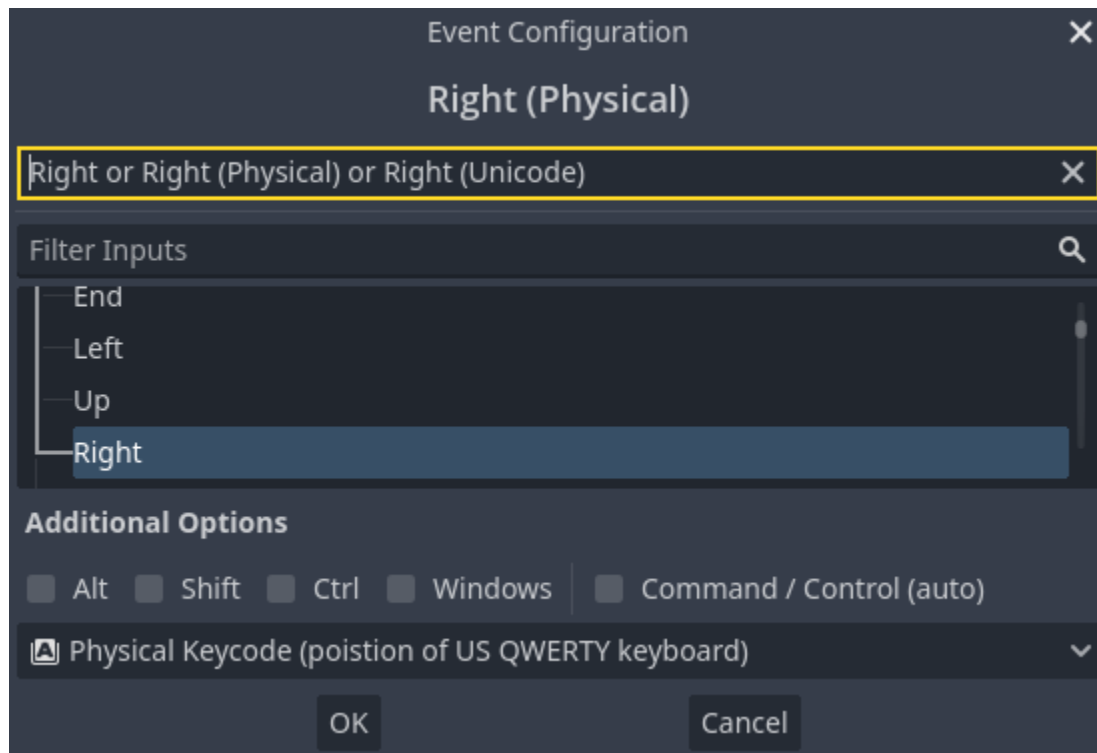 Event Configuration
Right (Physical)
Right or Right (Physical) or Right (Unicode)
Filter Inputs
End
Left
Up
Right
Additional Options
Alt Shift Ctrl Windows Command / Control (auto)
Physical Keycode (poistion of US QWERTY keyboard)
OK Cancel